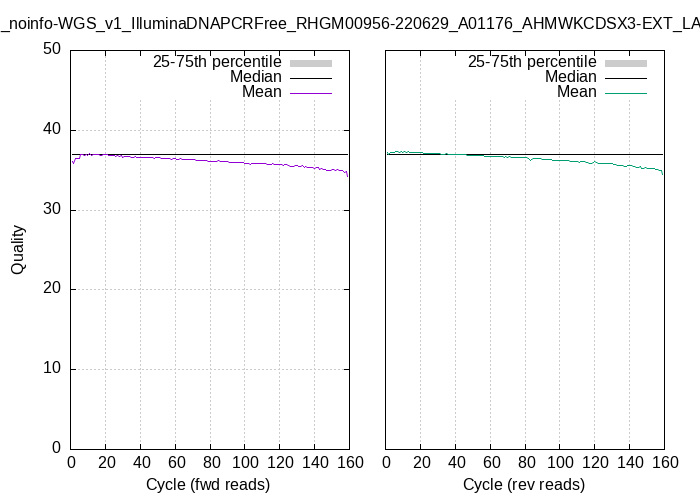 _noinfo-WGS_v1_IlluminaDNAPCRFree_RHGM00956-220629_A01176_AHMWKCDSX3-EXT_LA
50
40
30
20
10
0
Quality
25-75th percentile
Median
Mean
0 20 40 60 80 100 120 140 160
Cycle (fwd reads)
25-75th percentile
Median
Mean
0 20 40 60 80 100 120 140 160
Cycle (rev reads)